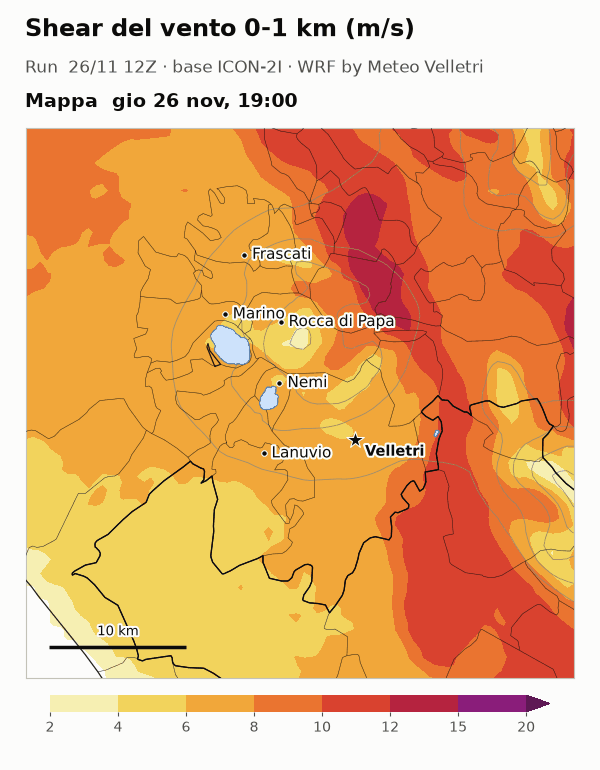 Shear del vento 0-1 km (m/s)
Run  26/11 12Z · base ICON-2I · WRF by Meteo Velletri
Mappa  gio 26 nov, 19:00
Frascati
Marino
Rocca di Papa
Nemi
Velletri
Lanuvio
10 km
2 4 6 8 10 12 15 20